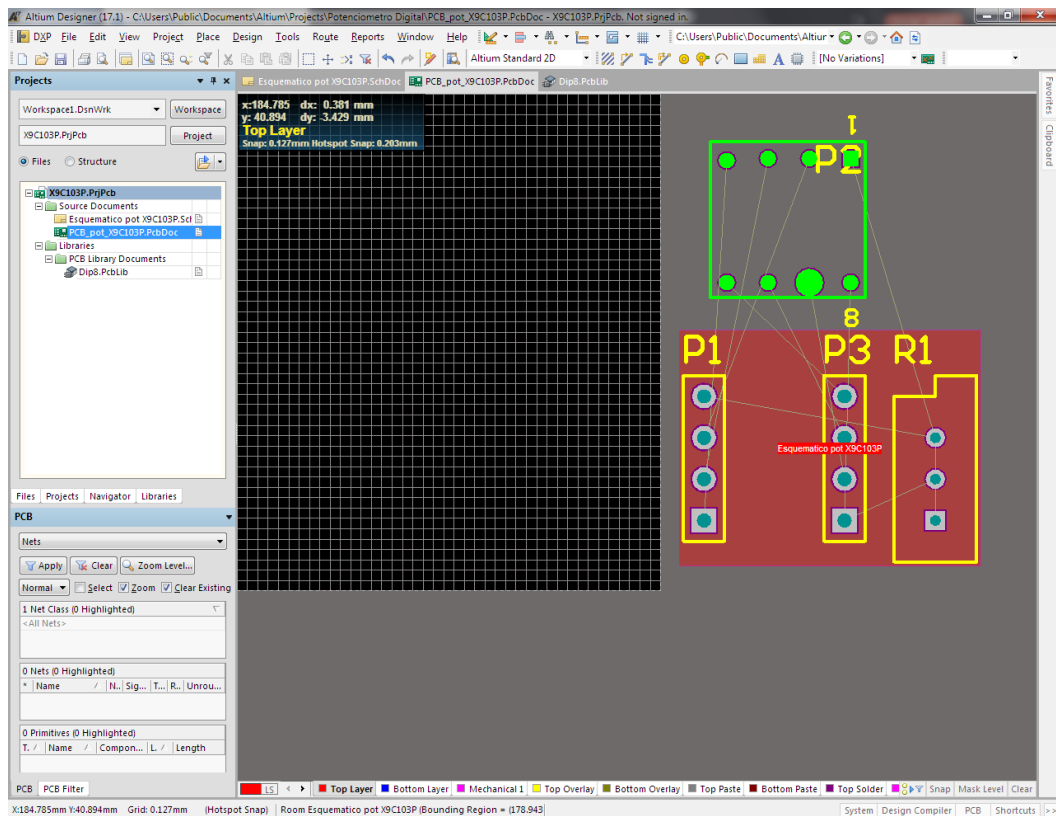 Altium Designer (17.1) - C:\Users\Public\Documents\Altium\Projects\Potenciometro Digital\PCB_pot_X9C103P.PcbDoc - X9C103P.PrjPcb. Not signed in.
DXP File Edit View Project Place Design Tools Route Reports Window Help C:\Users\Public\Documents\Altiur
Altium Standard 2D [No Variations]
Projects
Esquematico pot X9C103P.SchDoc PCB_pot_X9C103P.PcbDoc Dip8.PcbLib
Workspace1.DsnWrk Workspace
X9C103P.PrjPcb Project
Files Structure
X9C103P.PrjPcb
Source Documents
Esquematico pot X9C103P.Scl
PCB_pot_X9C103P.PcbDoc
Libraries
PCB Library Documents
Dip8.PcbLib
Files Projects Navigator Libraries
PCB
Nets
Apply Clear Zoom Level...
Normal Select Zoom Clear Existing
1 Net Class (0 Highlighted)
<All Nets>
0 Nets (0 Highlighted)
* Name / N.. Sig... T... R.. Unrou...
0 Primitives (0 Highlighted)
T. / Name / Compon... L. / Length
PCB PCB Filter
x:184.785 dx: 0.381 mm
y: 40.894 dy: -3.429 mm
Top Layer
Snap: 0.127mm Hotspot Snap: 0.203mm
1
P2
8
P1 P3 R1
Esquematico pot X9C103P
Favorites
Clipboard
LS Top Layer Bottom Layer Mechanical 1 Top Overlay Bottom Overlay Top Paste Bottom Paste Top Solder Snap Mask Level Clear
X:184.785mm Y:40.894mm Grid: 0.127mm (Hotspot Snap) Room Esquematico pot X9C103P (Bounding Region = (178.943
System Design Compiler PCB Shortcuts >>